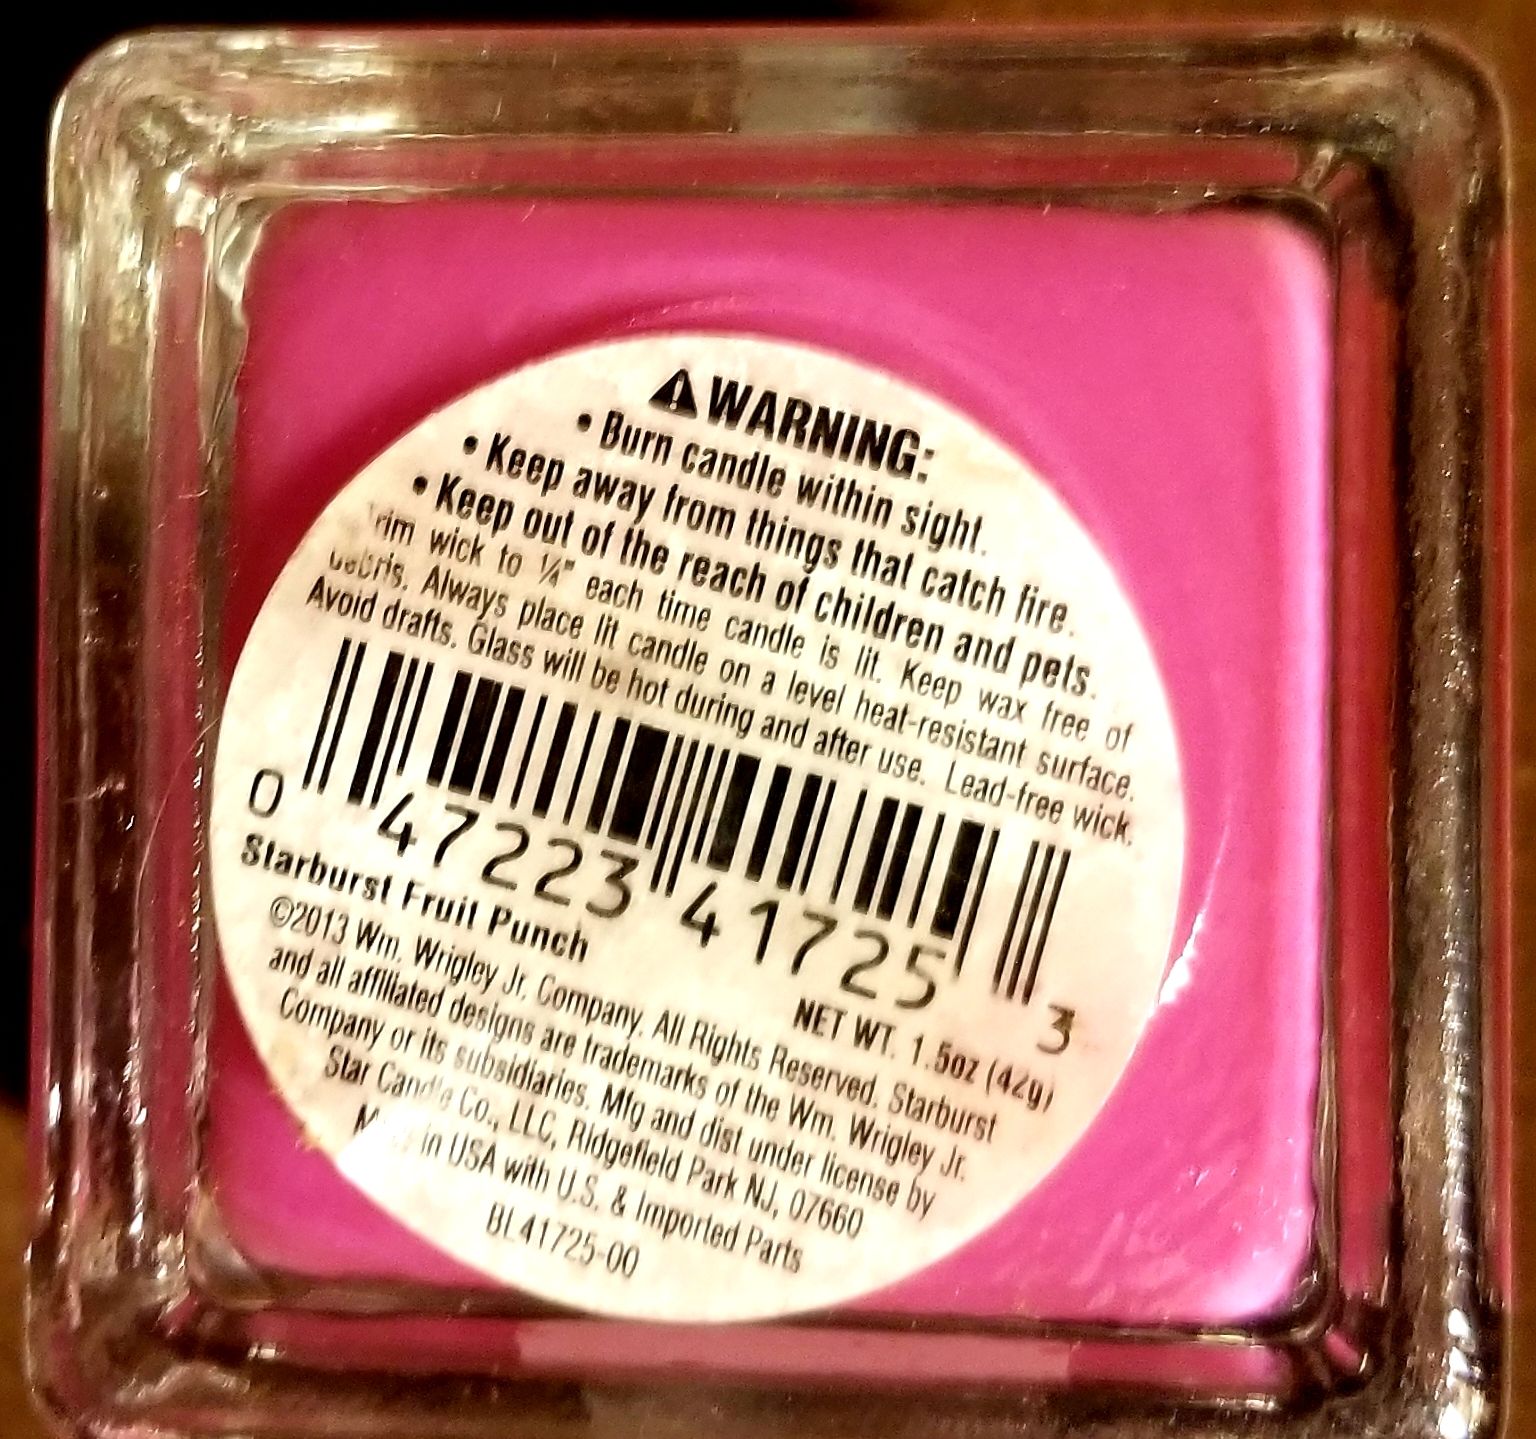 WARNING:
• Burn candle within sight.
• Keep away from things that catch fire.
• Keep out of the reach of children and pets.
rim wick to ¼" each time candle is lit. Keep wax free of
debris. Always place lit candle on a level heat-resistant surface.
Avoid drafts. Glass will be hot during and after use. Lead-free wick.
0 47223 41725 3
Starburst Fruit Punch
NET WT. 1.5oz (42g)
©2013 Wm. Wrigley Jr. Company. All Rights Reserved. Starburst
and all affiliated designs are trademarks of the Wm. Wrigley Jr.
Company or its subsidiaries. Mfg and dist under license by
Star Candle Co., LLC, Ridgefield Park NJ, 07660
in USA with U.S. & Imported Parts
BL41725-00